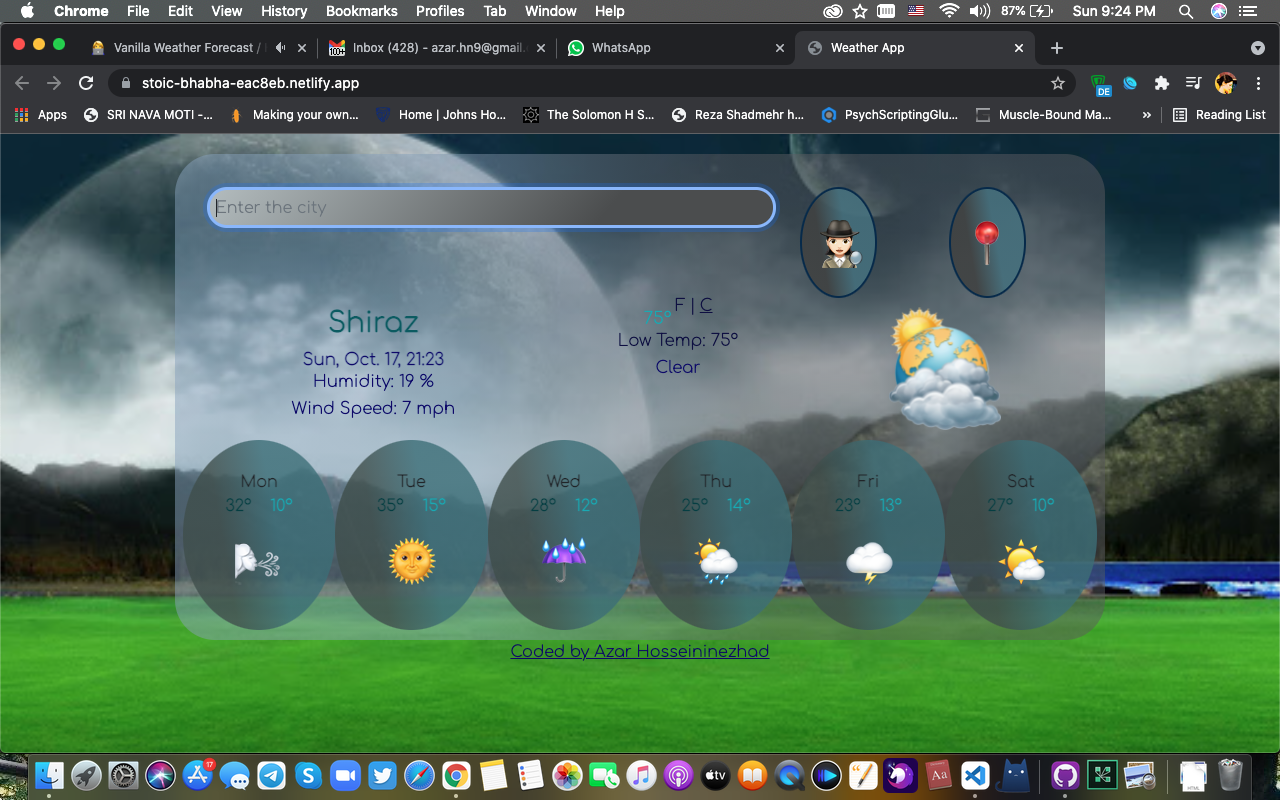 Chrome File Edit View History Bookmarks Profiles Tab Window Help 87% Sun 9:24 PM
Vanilla Weather Forecast / Inbox (428) - azar.hn9@gmail. WhatsApp Weather App
stoic-bhabha-eac8eb.netlify.app DE
Apps SRI NAVA MOTI -... Making your own... Home | Johns Ho... The Solomon H S... Reza Shadmehr h... PsychScriptingGlu... Muscle-Bound Ma... » Reading List
Enter the city
Shiraz
75° F | C
Low Temp: 75°
Clear
Sun, Oct. 17, 21:23
Humidity: 19 %
Wind Speed: 7 mph
Mon Tue Wed Thu Fri Sat
32° 10° 35° 15° 28° 12° 25° 14° 23° 13° 27° 10°
Coded by Azar Hosseininezhad
17 tv Aa HTML